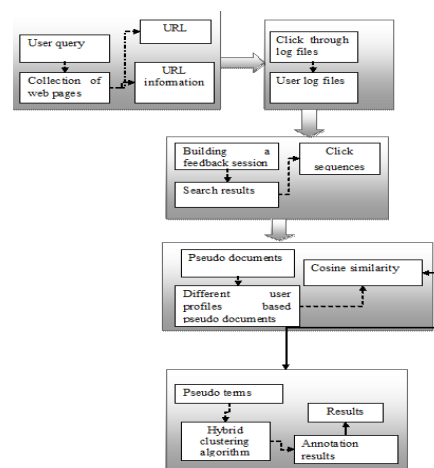 User query
Collection of
web pages
URL
URL
information
Click through
log files
User log files
Building a
feedback session
Search results
Click
sequences
Pseudo documents
Different user
profiles based
pseudo documents
Cosine similarity
Pseudo terms
Hybrid
clustering
algorithm
Results
Annotation
results